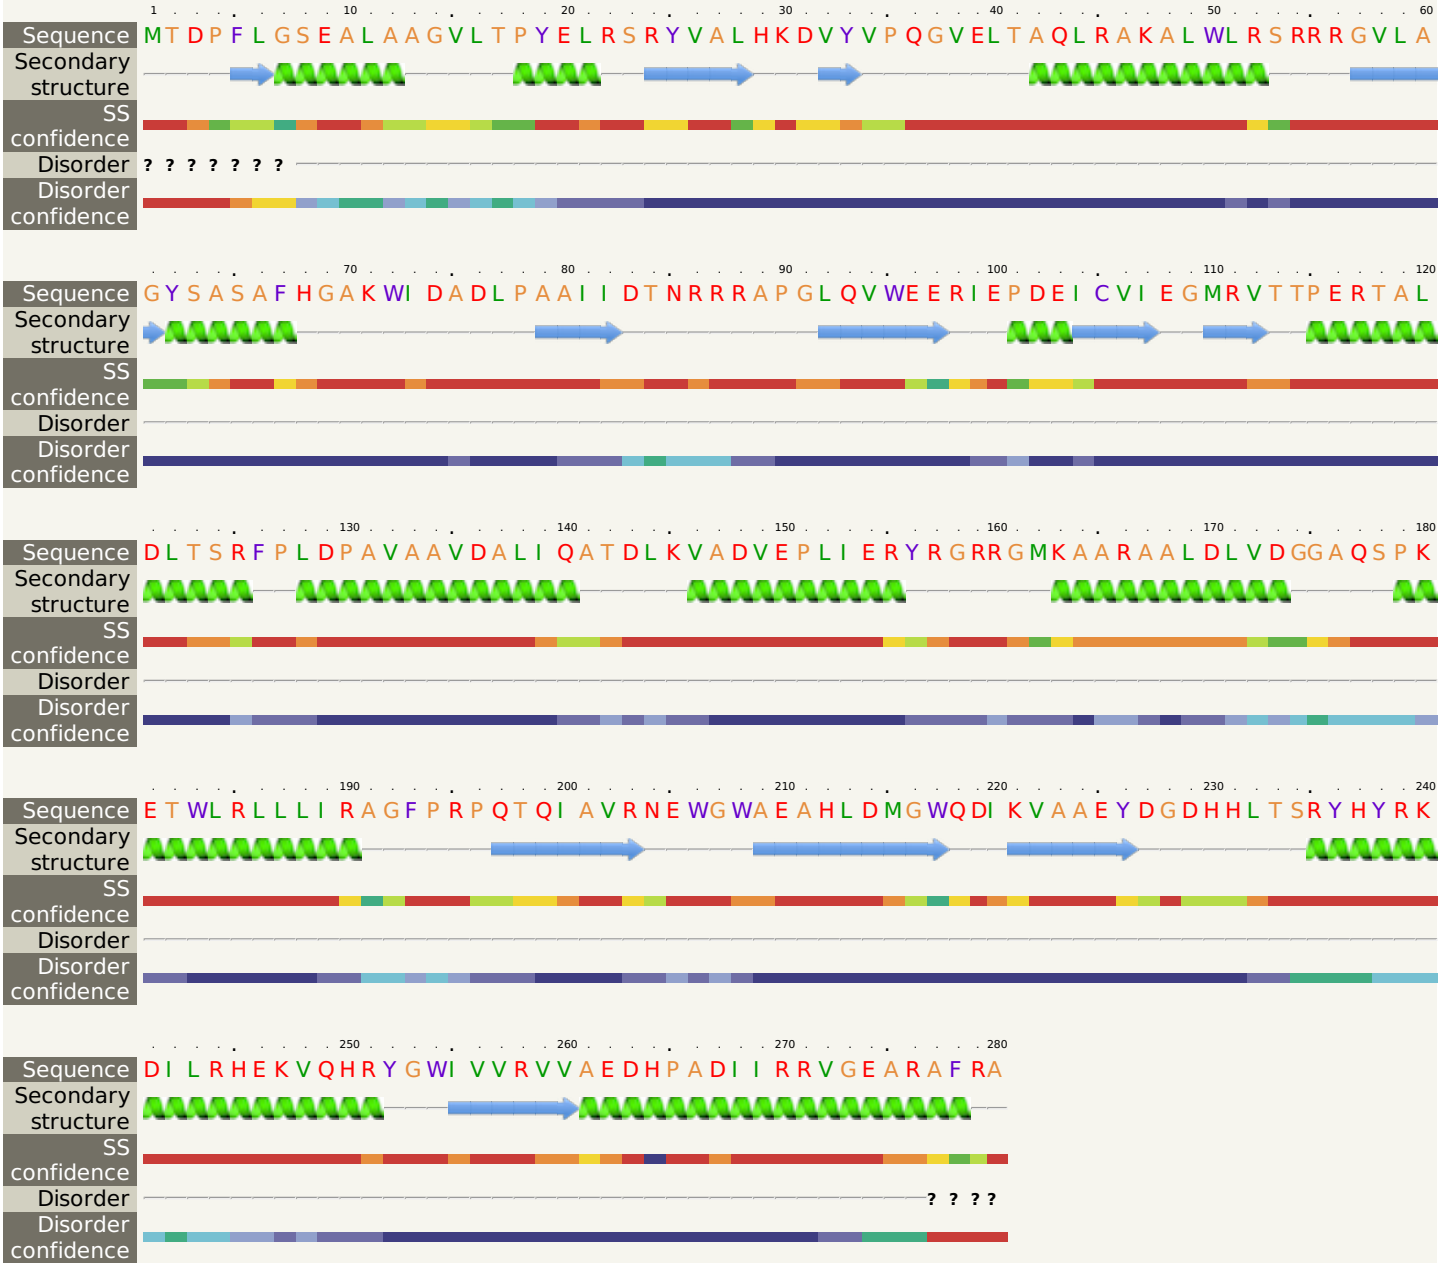 1 10 20 30 40 50 60
Sequence MTDPFLGSEALAAGVLTPYELRSRYVALHKDVYVPQGVELTAQLRAKALWLRSRRRGVLA
Secondary
structure
SS
confidence
Disorder ? ? ? ? ? ? ?
Disorder
confidence
70 80 90 100 110 120
Sequence GYSASAFHGAKWIDADLPAAIIDTNRRRAPGLQVWEERIEPDEICVIEGMRVTTPERTAL
Secondary
structure
SS
confidence
Disorder
Disorder
confidence
130 140 150 160 170 180
Sequence DLTSRFPLDPAVAAVDALIQATDLKVADVEPLIERYRGRRGMKAARAALDLVDGGAQSPK
Secondary
structure
SS
confidence
Disorder
Disorder
confidence
190 200 210 220 230 240
Sequence ETWLRLLLIRAGFPRPQTQIAVRNEWGWAEAHLDMGWQDIKVAAEYDGDHHLTSRYHYRK
Secondary
structure
SS
confidence
Disorder
Disorder
confidence
250 260 270 280
Sequence DILRHEKVQHRYGWIVVRVVAEDHPADIIRRVGEARAFRA
Secondary
structure
SS
confidence
Disorder ? ? ? ?
Disorder
confidence